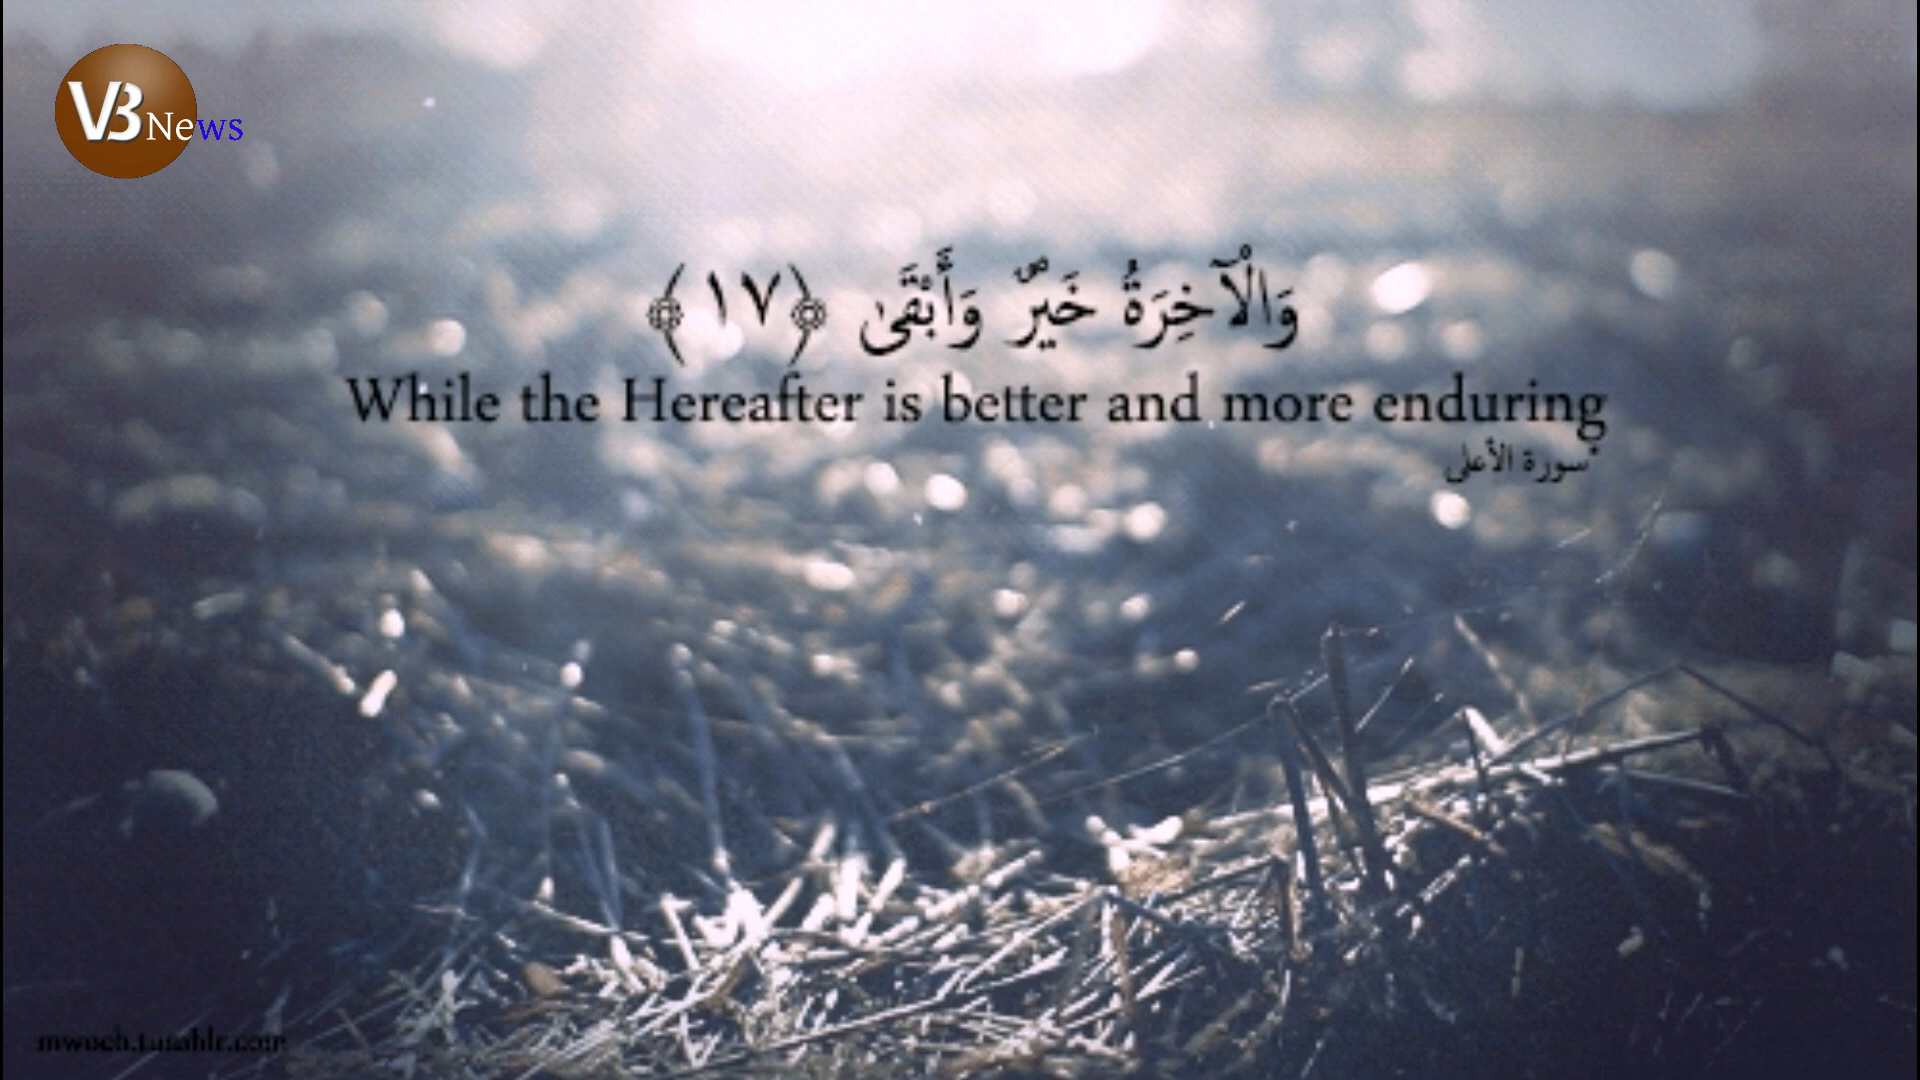 VB News
وَالْآخِرَةُ خَيْرٌ وَأَبْقَىٰ ﴿١٧﴾
While the Hereafter is better and more enduring
سورة الأعلى